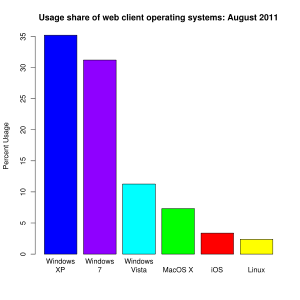 Usage share of web client operating systems: August 2011
Percent Usage
35
30
25
20
15
10
5
0
Windows XP
Windows 7
Windows Vista
MacOS X
iOS
Linux